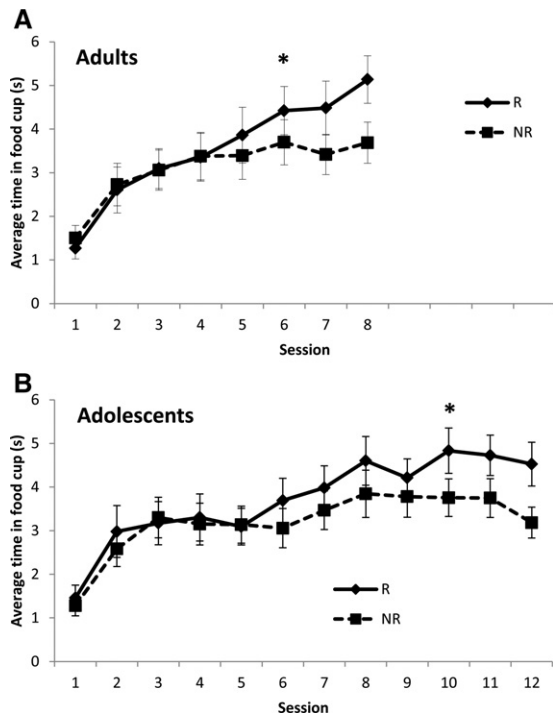 A
Adults
*
6
5
4
3
2
1
0
Average time in food cup (s)
R
NR
1 2 3 4 5 6 7 8
Session
B
Adolescents
*
6
5
4
3
2
1
0
Average time in food cup (s)
R
NR
1 2 3 4 5 6 7 8 9 10 11 12
Session